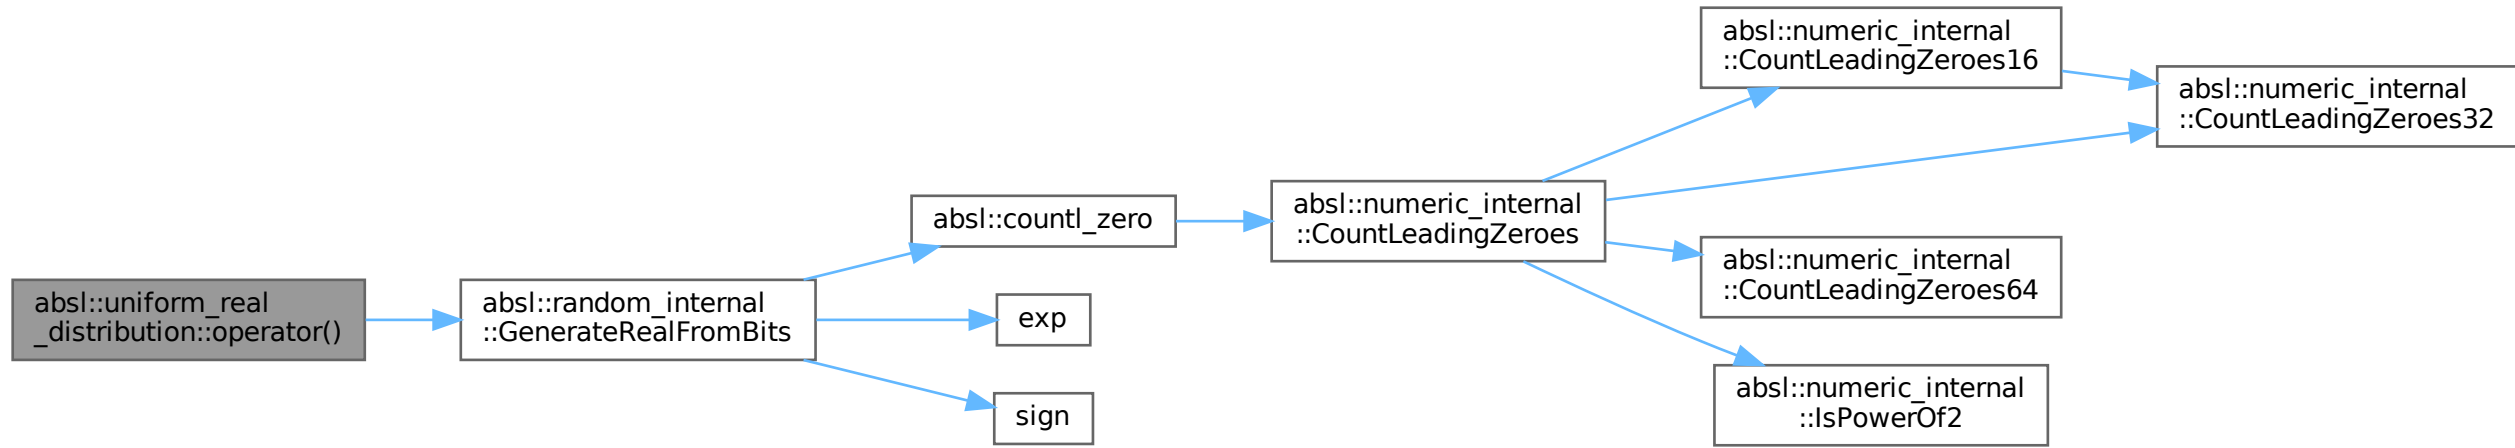 absl::uniform_real
_distribution::operator()
absl::random_internal
::GenerateRealFromBits
absl::countl_zero
exp
sign
absl::numeric_internal
::CountLeadingZeroes
absl::numeric_internal
::CountLeadingZeroes16
absl::numeric_internal
::CountLeadingZeroes32
absl::numeric_internal
::CountLeadingZeroes64
absl::numeric_internal
::IsPowerOf2